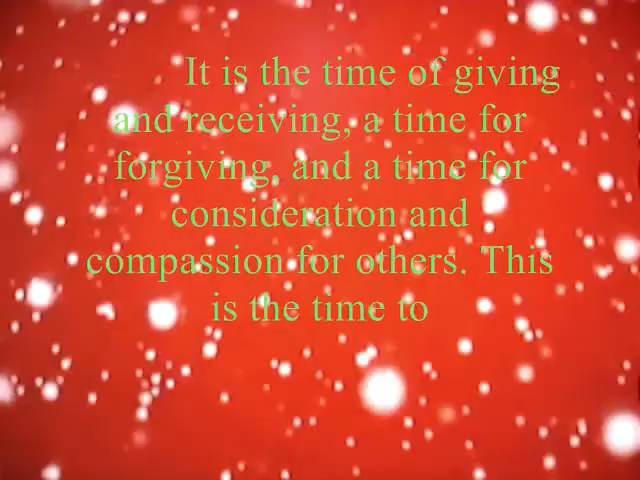 It is the time of giving
and receiving, a time for
forgiving, and a time for
consideration and
compassion for others. This
is the time to